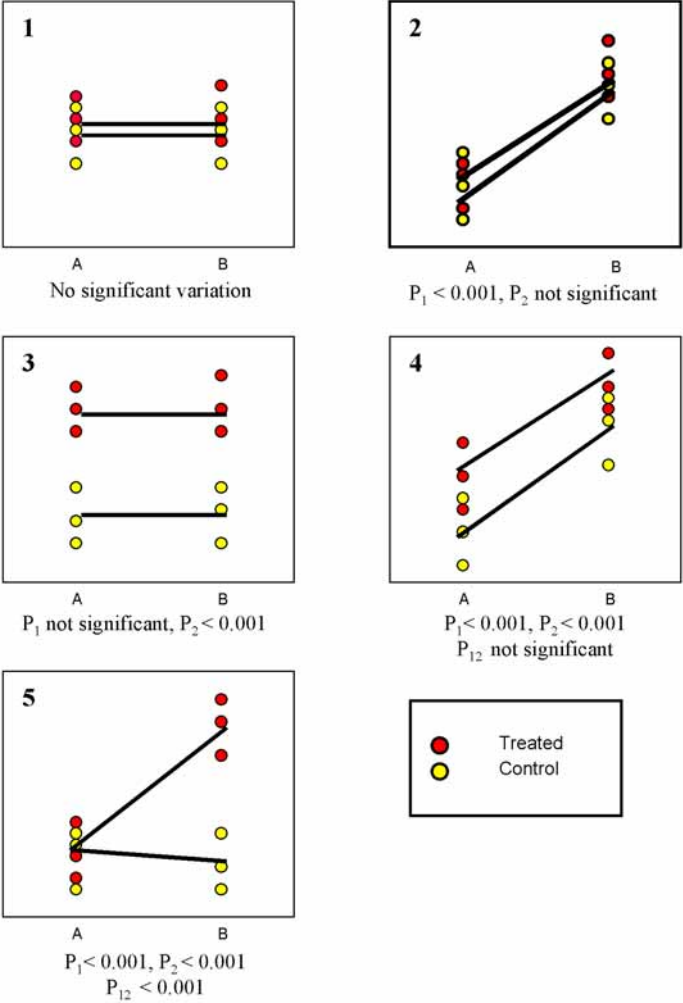 1
2
A B
A B
No significant variation
P₁ < 0.001, P₂ not significant
3
4
A B
A B
P₁ not significant, P₂ < 0.001
P₁< 0.001, P₂< 0.001
P₁₂ not significant
5
Treated
Control
A B
P₁< 0.001, P₂< 0.001
P₁₂ < 0.001